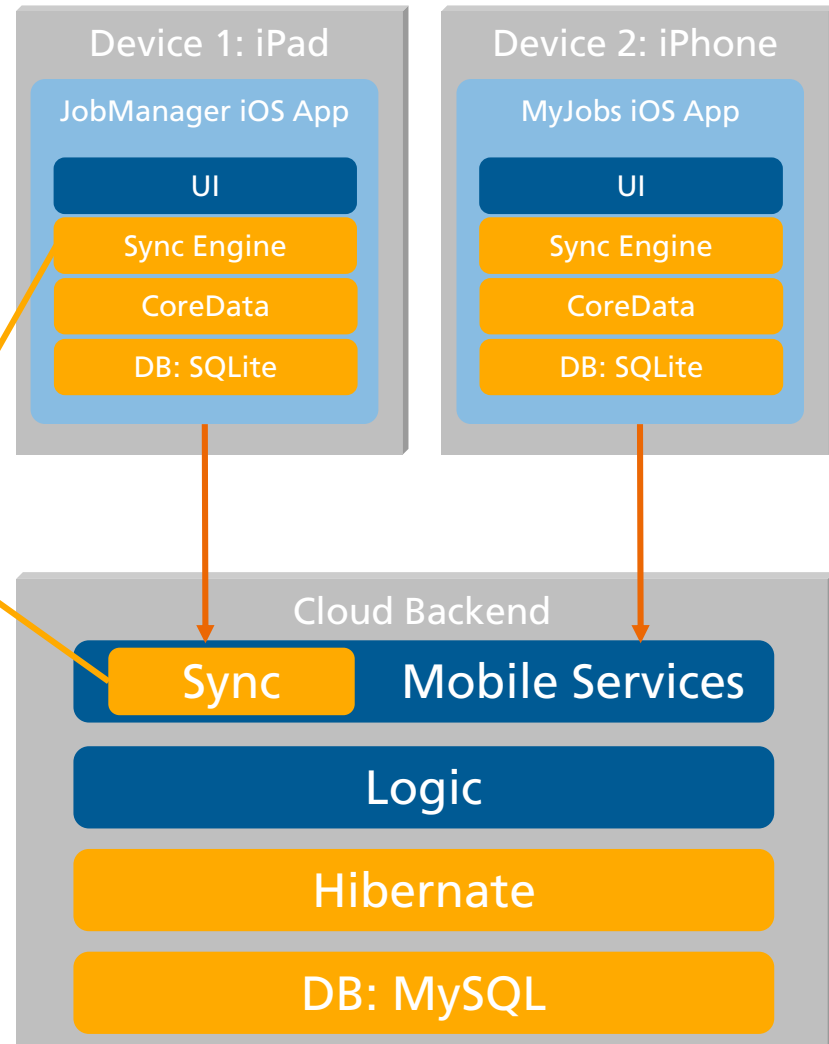 Device 1: iPad
JobManager iOS App
UI
Sync Engine
CoreData
DB: SQLite
Device 2: iPhone
MyJobs iOS App
UI
Sync Engine
CoreData
DB: SQLite
Cloud Backend
Sync
Mobile Services
Logic
Hibernate
DB: MySQL